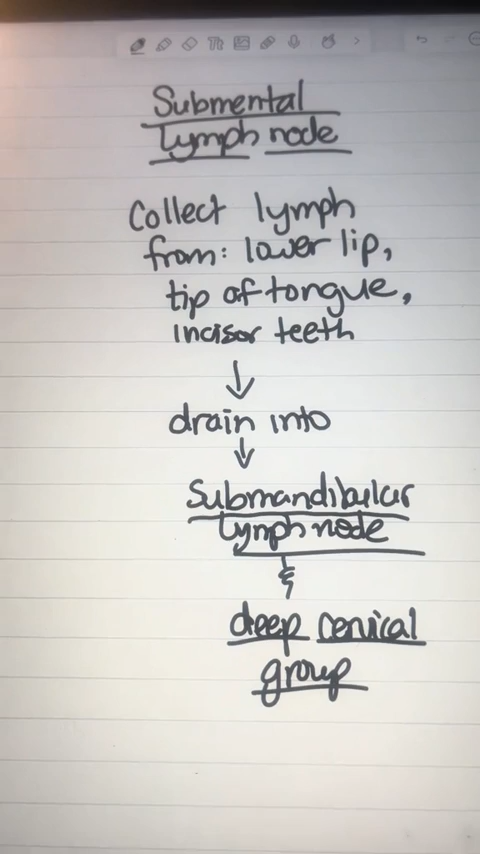 Submental
lymph node
Collect lymph
from: lower lip,
tip of tongue,
incisor teeth
↓
drain into
↓
Submandibular
lymph node
&
deep cervical
group